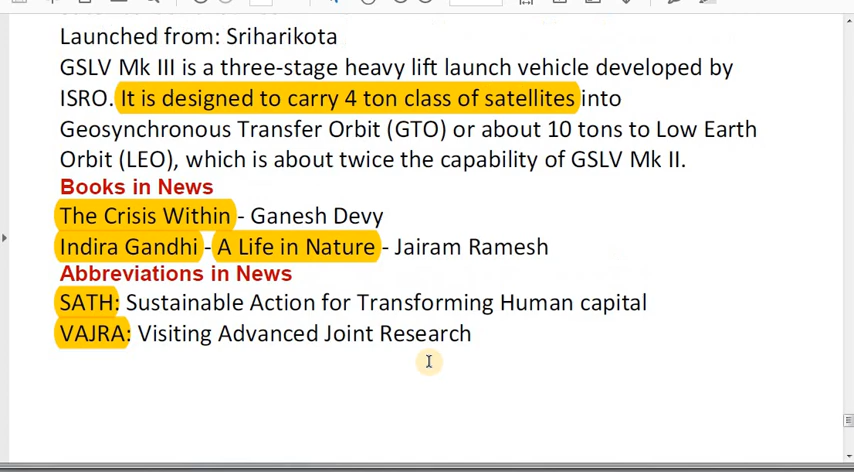 Launched from: Sriharikota
GSLV Mk III is a three-stage heavy lift launch vehicle developed by
ISRO. It is designed to carry 4 ton class of satellites into
Geosynchronous Transfer Orbit (GTO) or about 10 tons to Low Earth
Orbit (LEO), which is about twice the capability of GSLV Mk II.
Books in News
The Crisis Within - Ganesh Devy
Indira Gandhi - A Life in Nature - Jairam Ramesh
Abbreviations in News
SATH: Sustainable Action for Transforming Human capital
VAJRA: Visiting Advanced Joint Research